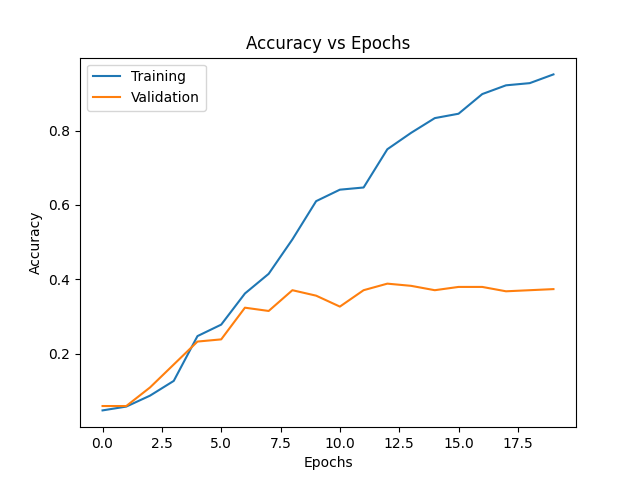 Accuracy vs Epochs
Training
Validation
0.8
0.6
0.4
0.2
Accuracy
0.0 2.5 5.0 7.5 10.0 12.5 15.0 17.5
Epochs